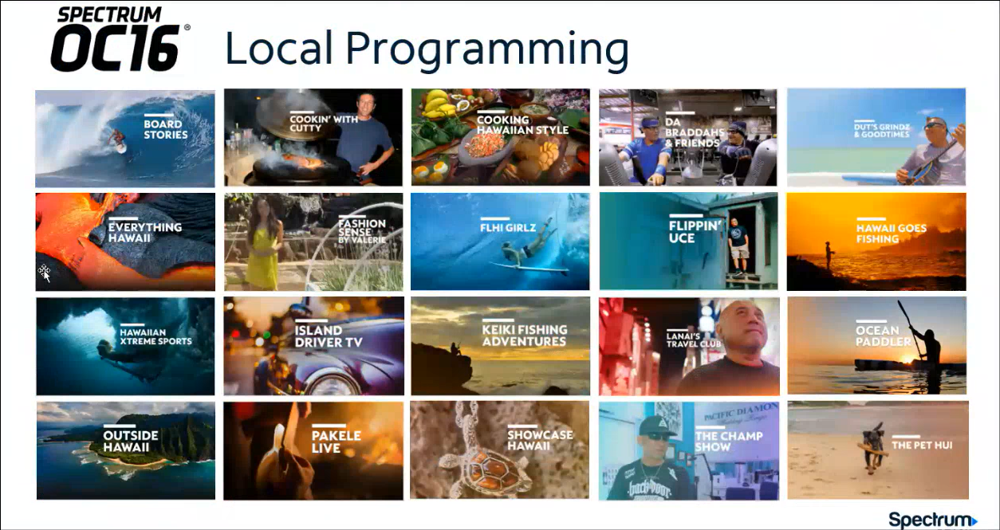 SPECTRUM
OC16®
Local Programming
BOARD
STORIES
COOKIN' WITH
CUTTY
COOKING
HAWAIIAN STYLE
DA
BRADDAHS
& FRIENDS
DUT'S GRINDZ
& GOODTIMES
EVERYTHING
HAWAII
FASHION
SENSE
BY VALERIE
FLHI GIRLZ
FLIPPIN'
UCE
HAWAII GOES
FISHING
HAWAIIAN
XTREME SPORTS
ISLAND
DRIVER TV
KEIKI FISHING
ADVENTURES
LANAI'S
TRAVEL CLUB
OCEAN
PADDLER
OUTSIDE
HAWAII
PAKELE
LIVE
SHOWCASE
HAWAII
PACIFIC DIAMON
THE CHAMP
SHOW
backdoor
THE PET HUI
Spectrum